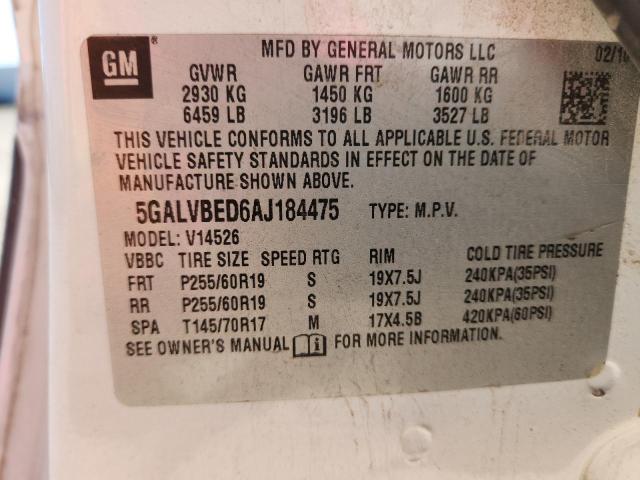 GM ®
MFD BY GENERAL MOTORS LLC 02/10
GVWR GAWR FRT GAWR RR
2930 KG 1450 KG 1600 KG
6459 LB 3196 LB 3527 LB
THIS VEHICLE CONFORMS TO ALL APPLICABLE U.S. FEDERAL MOTOR
VEHICLE SAFETY STANDARDS IN EFFECT ON THE DATE OF
MANUFACTURE SHOWN ABOVE.
5GALVBED6AJ184475 TYPE: M.P.V.
MODEL: V14526
VBBC TIRE SIZE SPEED RTG RIM COLD TIRE PRESSURE
FRT P255/60R19 S 19X7.5J 240KPA(35PSI)
RR P255/60R19 S 19X7.5J 240KPA(35PSI)
SPA T145/70R17 M 17X4.5B 420KPA(60PSI)
SEE OWNER'S MANUAL i FOR MORE INFORMATION.